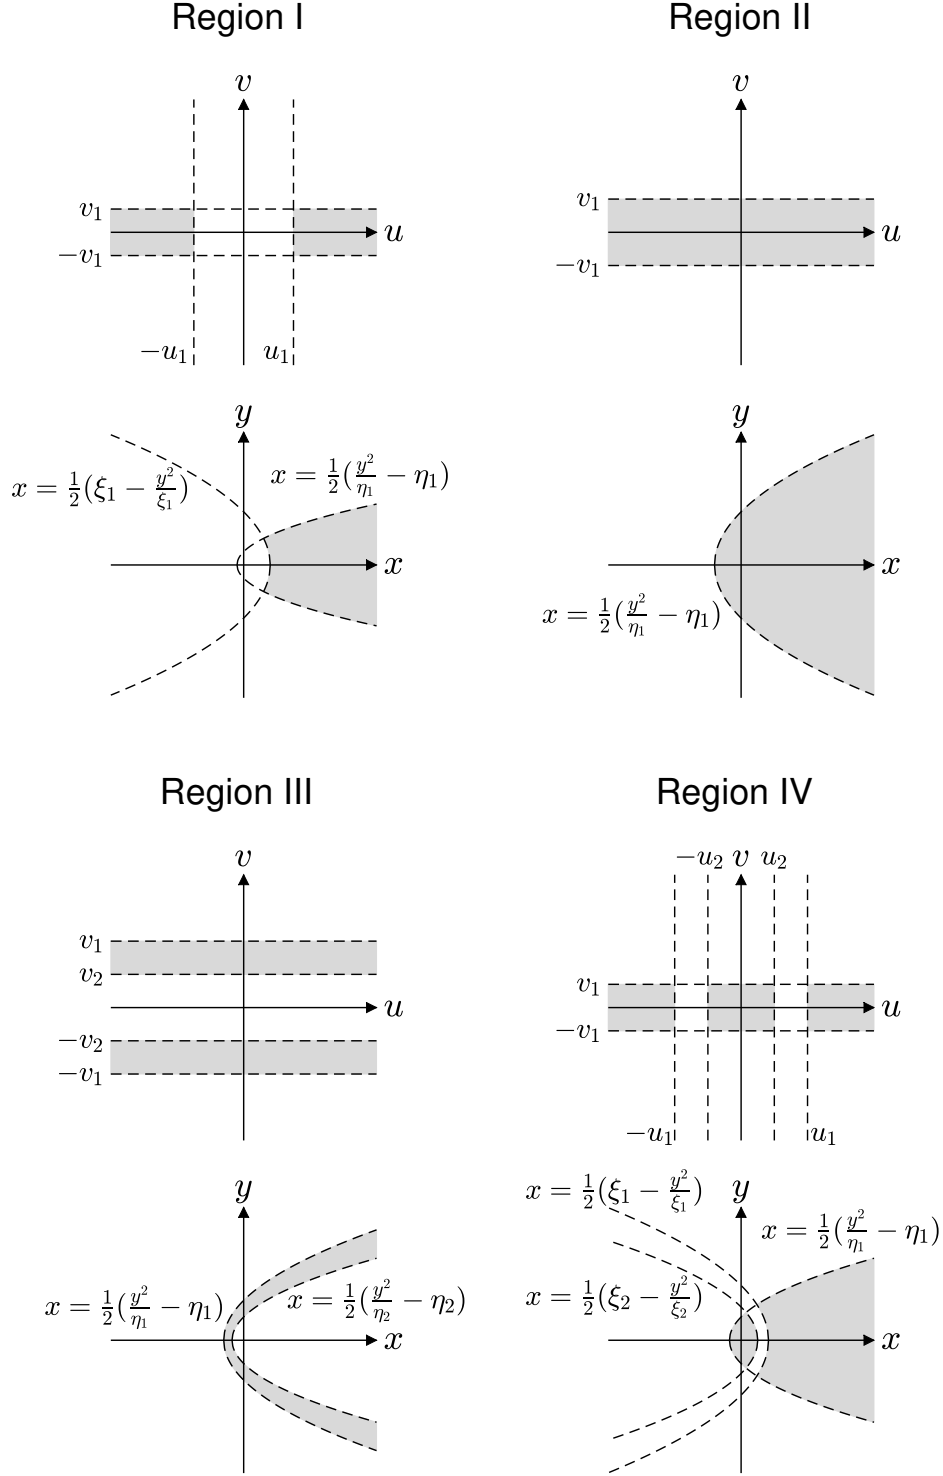 Region I
v
v₁
u
−v₁
−u₁ u₁
y
x = ½(ξ₁ − y²/ξ₁)
x = ½(y²/η₁ − η₁)
x
Region II
v
v₁
u
−v₁
y
x
x = ½(y²/η₁ − η₁)
Region III
v
v₁
v₂
u
−v₂
−v₁
y
x = ½(y²/η₁ − η₁)
x = ½(y²/η₂ − η₂)
x
Region IV
−u₂ v u₂
v₁
u
−v₁
−u₁ u₁
x = ½(ξ₁ − y²/ξ₁)
y
x = ½(y²/η₁ − η₁)
x = ½(ξ₂ − y²/ξ₂)
x